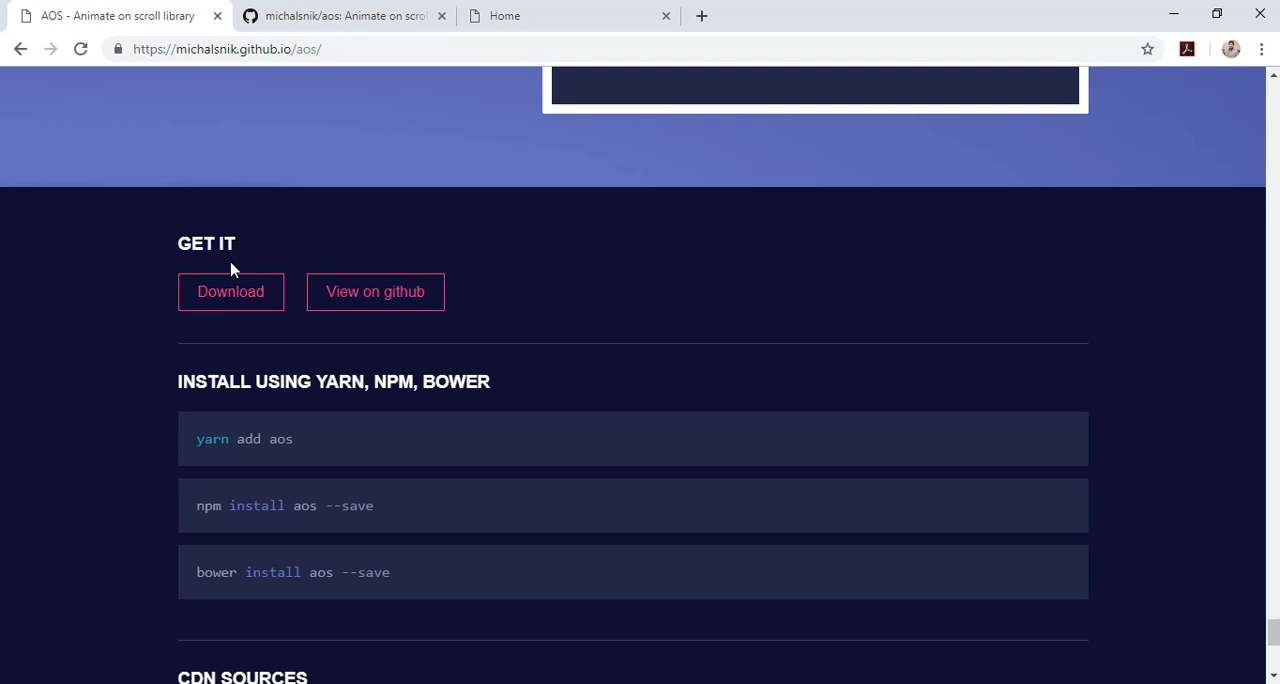 AOS - Animate on scroll library
michalsnik/aos: Animate on scro
Home
https://michalsnik.github.io/aos/
GET IT
Download
View on github
INSTALL USING YARN, NPM, BOWER
yarn add aos
npm install aos --save
bower install aos --save
CDN SOURCES